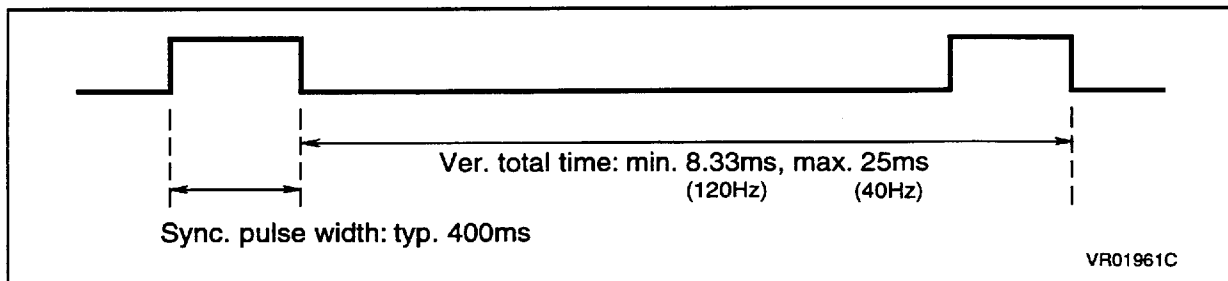 Ver. total time: min. 8.33ms, max. 25ms
(120Hz) (40Hz)
Sync. pulse width: typ. 400ms
VR01961C